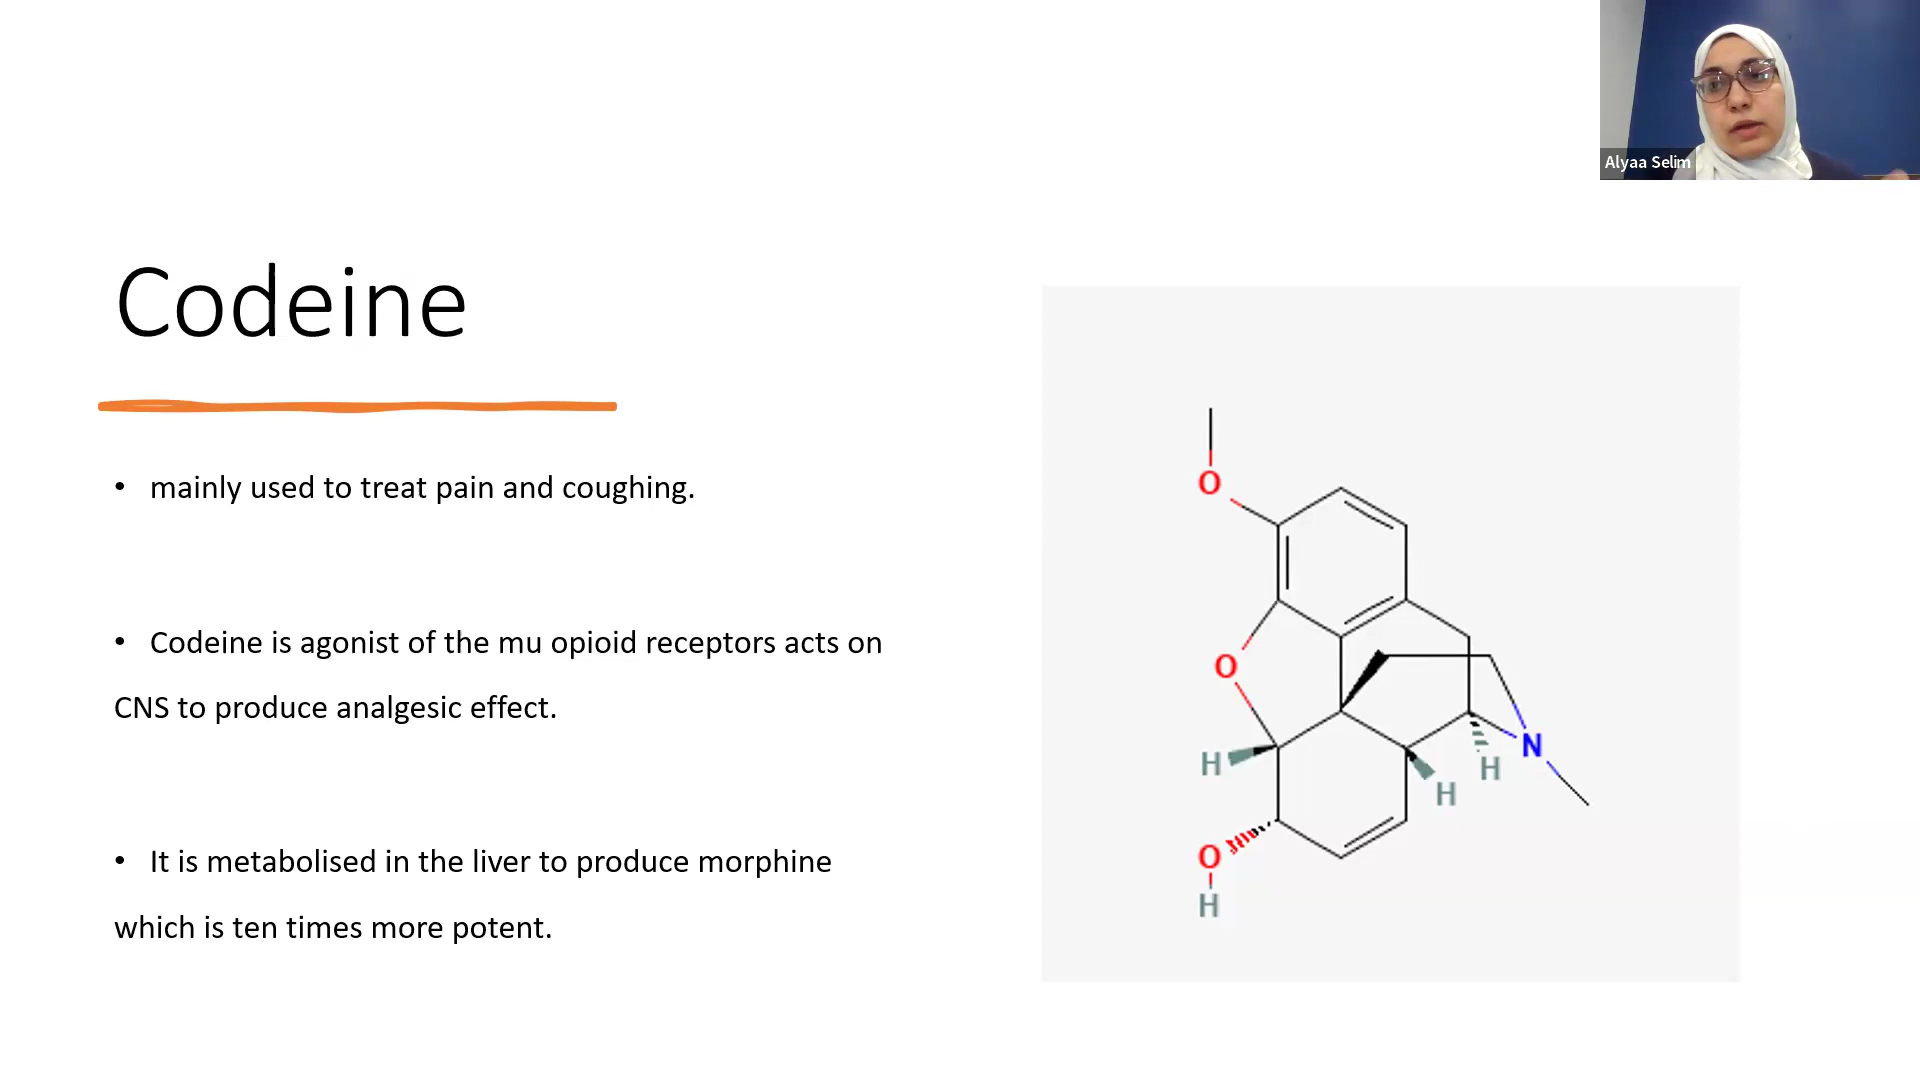 Alyaa Selim
Codeine
• mainly used to treat pain and coughing.
• Codeine is agonist of the mu opioid receptors acts on
CNS to produce analgesic effect.
• It is metabolised in the liver to produce morphine
which is ten times more potent.
O
O
H
N
H
H
O
H